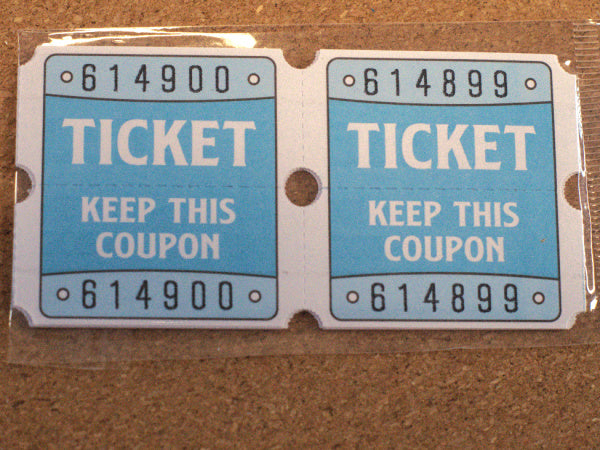 614900
TICKET
KEEP THIS
COUPON
614900
614899
TICKET
KEEP THIS
COUPON
614899